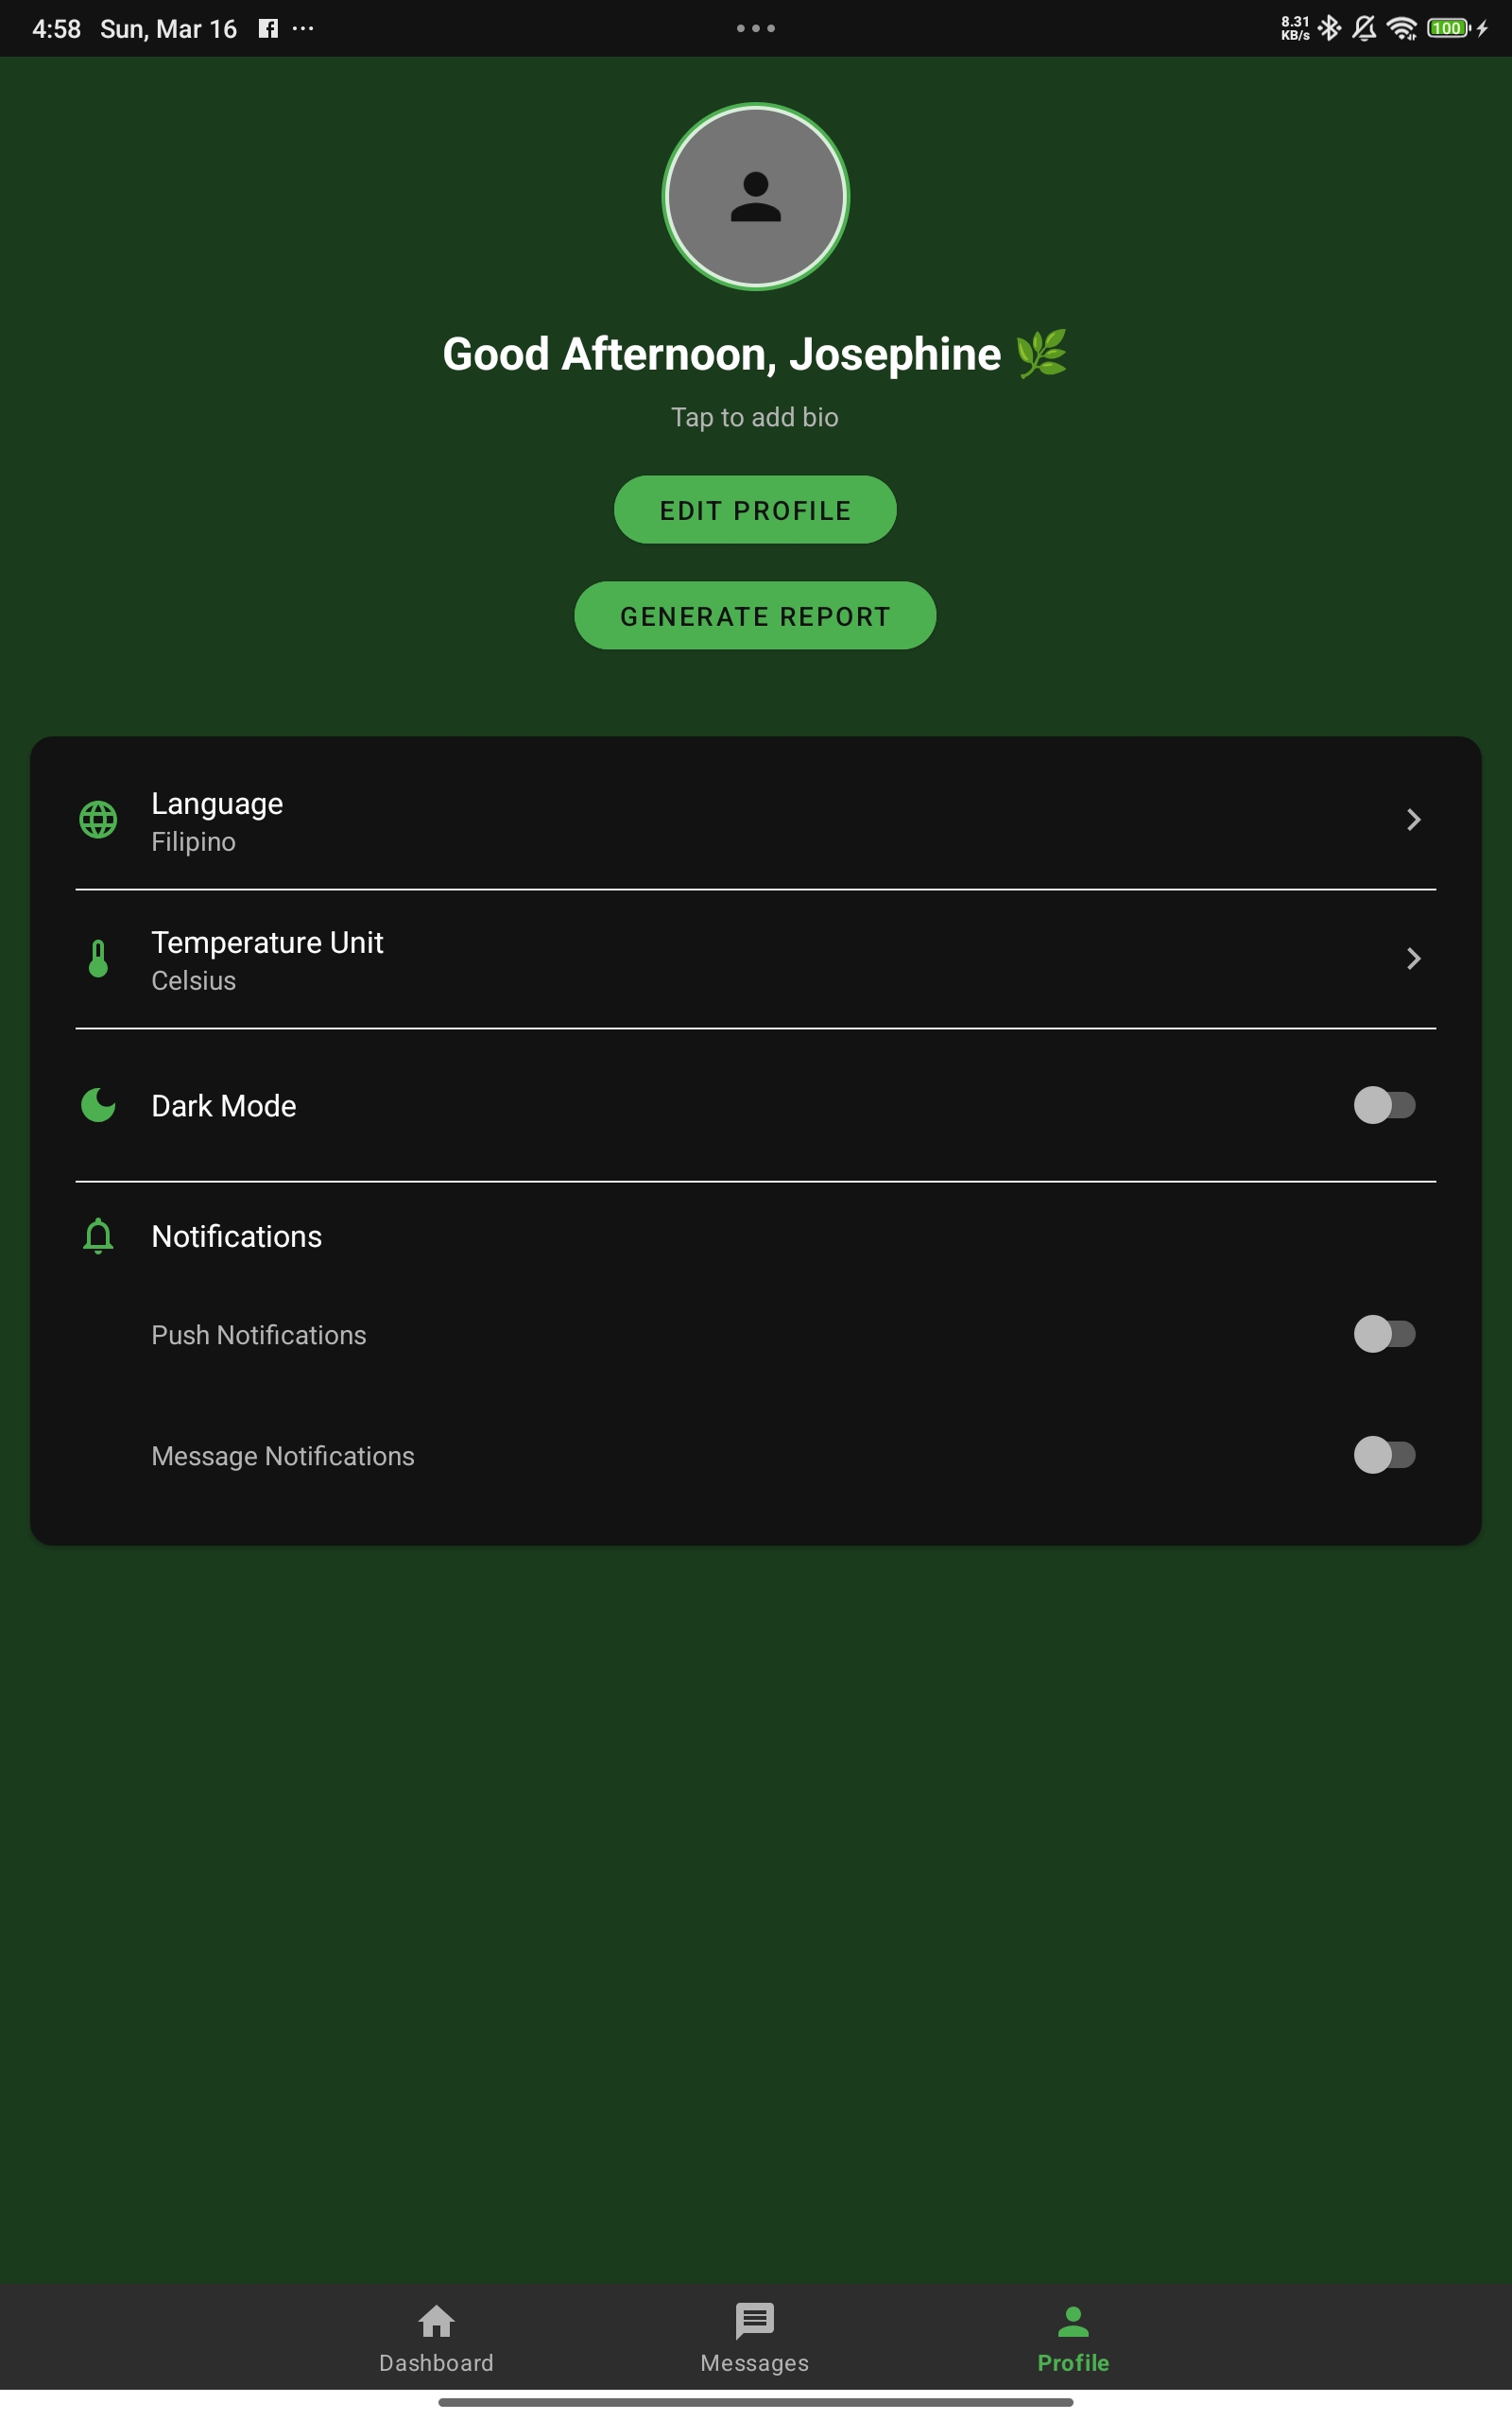 4:58 Sun, Mar 16
8.31
KB/s
100
Good Afternoon, Josephine 🌿
Tap to add bio
EDIT PROFILE
GENERATE REPORT
Language
Filipino
Temperature Unit
Celsius
Dark Mode
Notifications
Push Notifications
Message Notifications
Dashboard
Messages
Profile